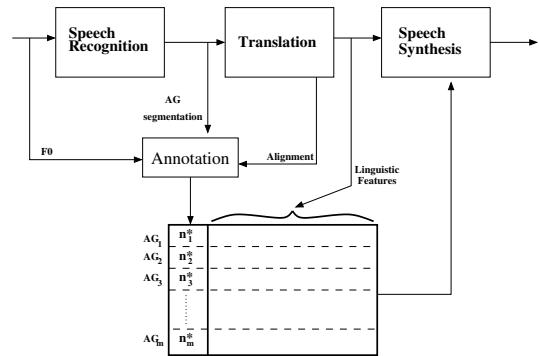 Speech
Recognition
Translation
Speech
Synthesis
AG
segmentation
F0
Annotation
Alignment
Linguistic
Features
AG₁ n*₁
AG₂ n*₂
AG₃ n*₃
AGₘ n*ₘ